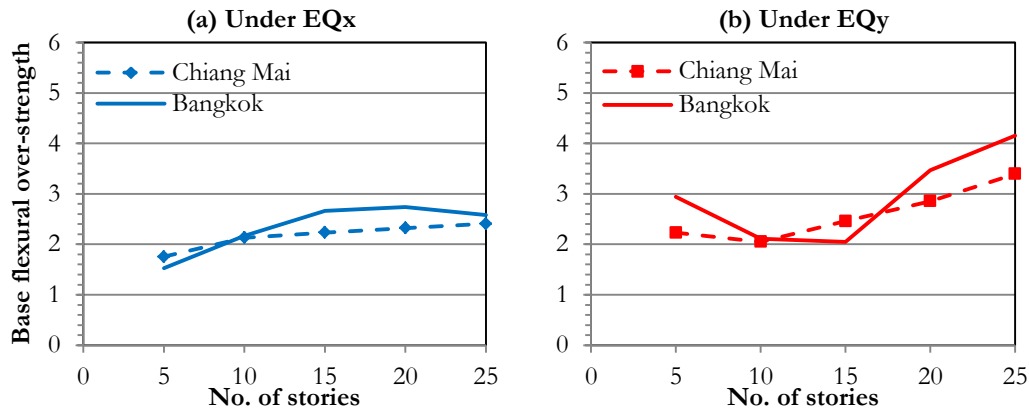 (a) Under EQx
Base flexural over-strength
6
5
4
3
2
1
0
Chiang Mai
Bangkok
0 5 10 15 20 25
No. of stories
(b) Under EQy
6
5
4
3
2
1
0
Chiang Mai
Bangkok
0 5 10 15 20 25
No. of stories